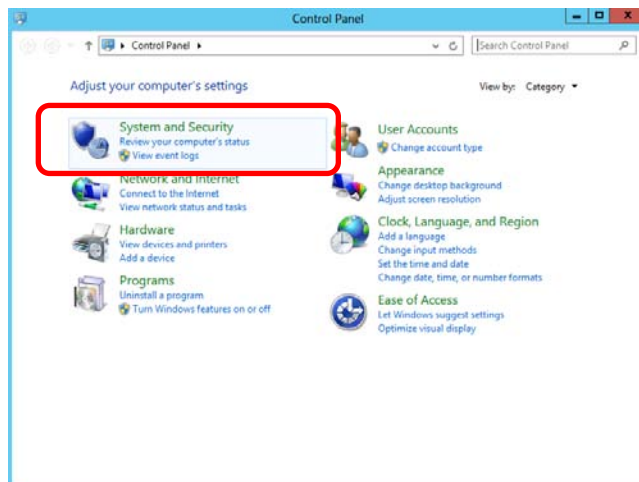 Control Panel
Control Panel
Search Control Panel
Adjust your computer's settings
View by: Category
System and Security
Review your computer's status
View event logs
Network and Internet
Connect to the Internet
View network status and tasks
Hardware
View devices and printers
Add a device
Programs
Uninstall a program
Turn Windows features on or off
User Accounts
Change account type
Appearance
Change desktop background
Adjust screen resolution
Clock, Language, and Region
Add a language
Change input methods
Set the time and date
Change date, time, or number formats
Ease of Access
Let Windows suggest settings
Optimize visual display